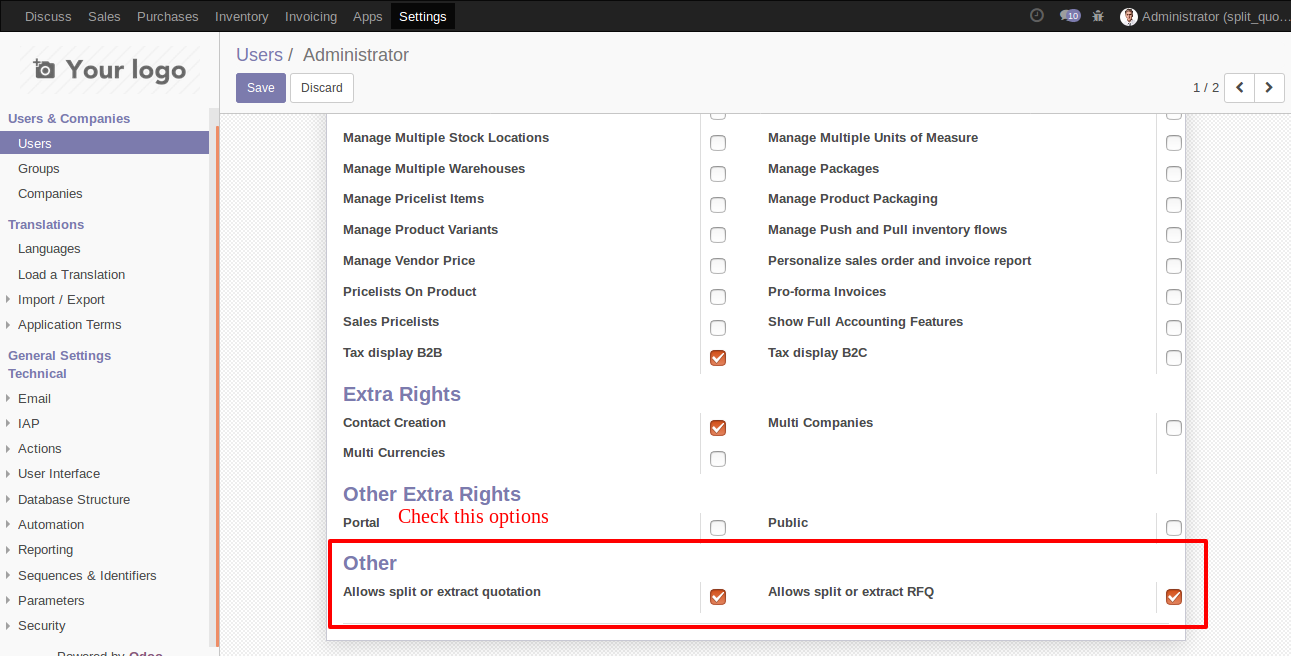 Discuss Sales Purchases Inventory Invoicing Apps Settings 10 Administrator (split_quo...
Your logo
Users & Companies
Users
Groups
Companies
Translations
Languages
Load a Translation
Import / Export
Application Terms
General Settings
Technical
Email
IAP
Actions
User Interface
Database Structure
Automation
Reporting
Sequences & Identifiers
Parameters
Security
Powered by Odoo
Users / Administrator
Save Discard 1 / 2
Manage Multiple Stock Locations Manage Multiple Units of Measure
Manage Multiple Warehouses Manage Packages
Manage Pricelist Items Manage Product Packaging
Manage Product Variants Manage Push and Pull inventory flows
Manage Vendor Price Personalize sales order and invoice report
Pricelists On Product Pro-forma Invoices
Sales Pricelists Show Full Accounting Features
Tax display B2B Tax display B2C
Extra Rights
Contact Creation Multi Companies
Multi Currencies
Other Extra Rights
Portal Check this options Public
Other
Allows split or extract quotation Allows split or extract RFQ